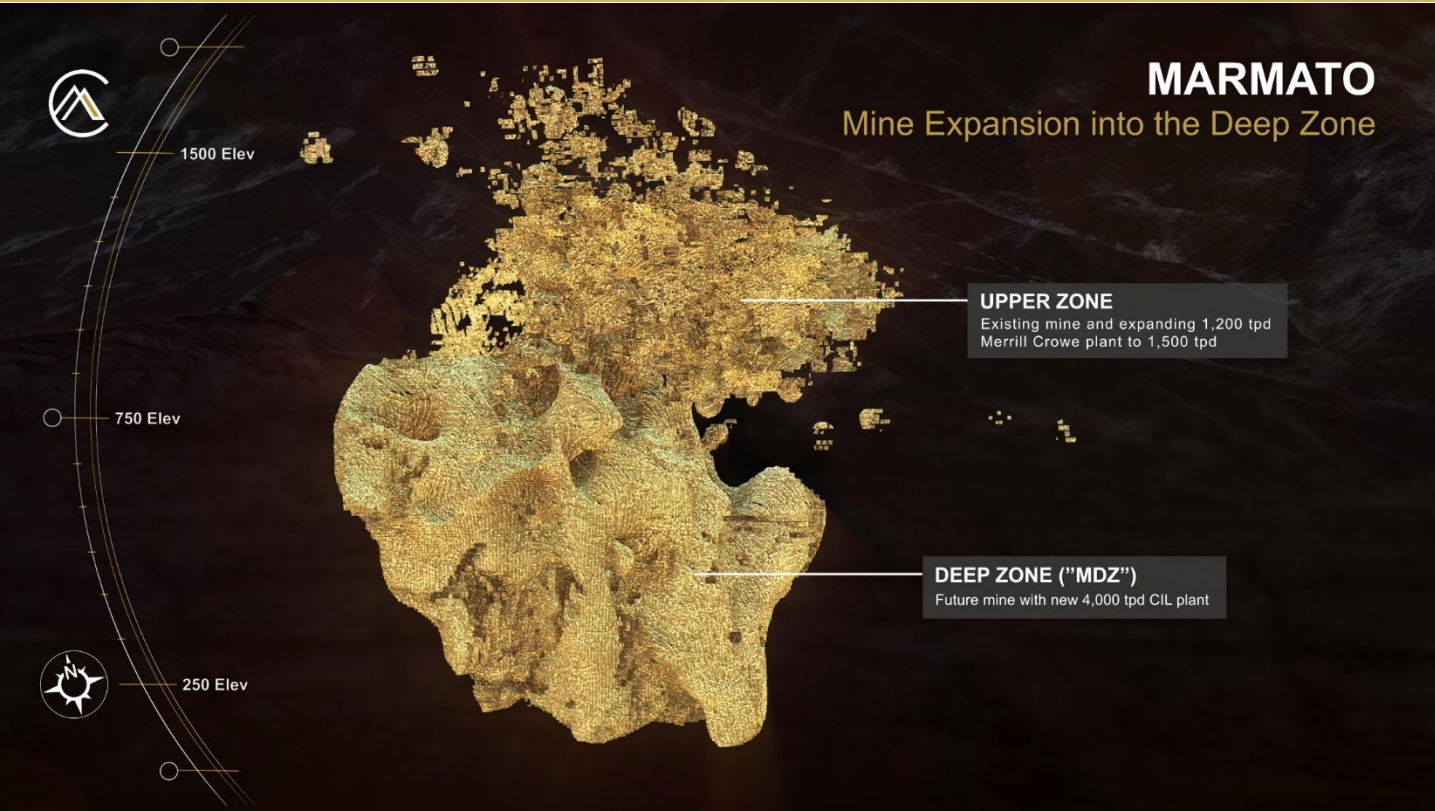 MARMATO
Mine Expansion into the Deep Zone
1500 Elev
UPPER ZONE
Existing mine and expanding 1,200 tpd
Merrill Crowe plant to 1,500 tpd
750 Elev
DEEP ZONE ("MDZ")
Future mine with new 4,000 tpd CIL plant
N
250 Elev